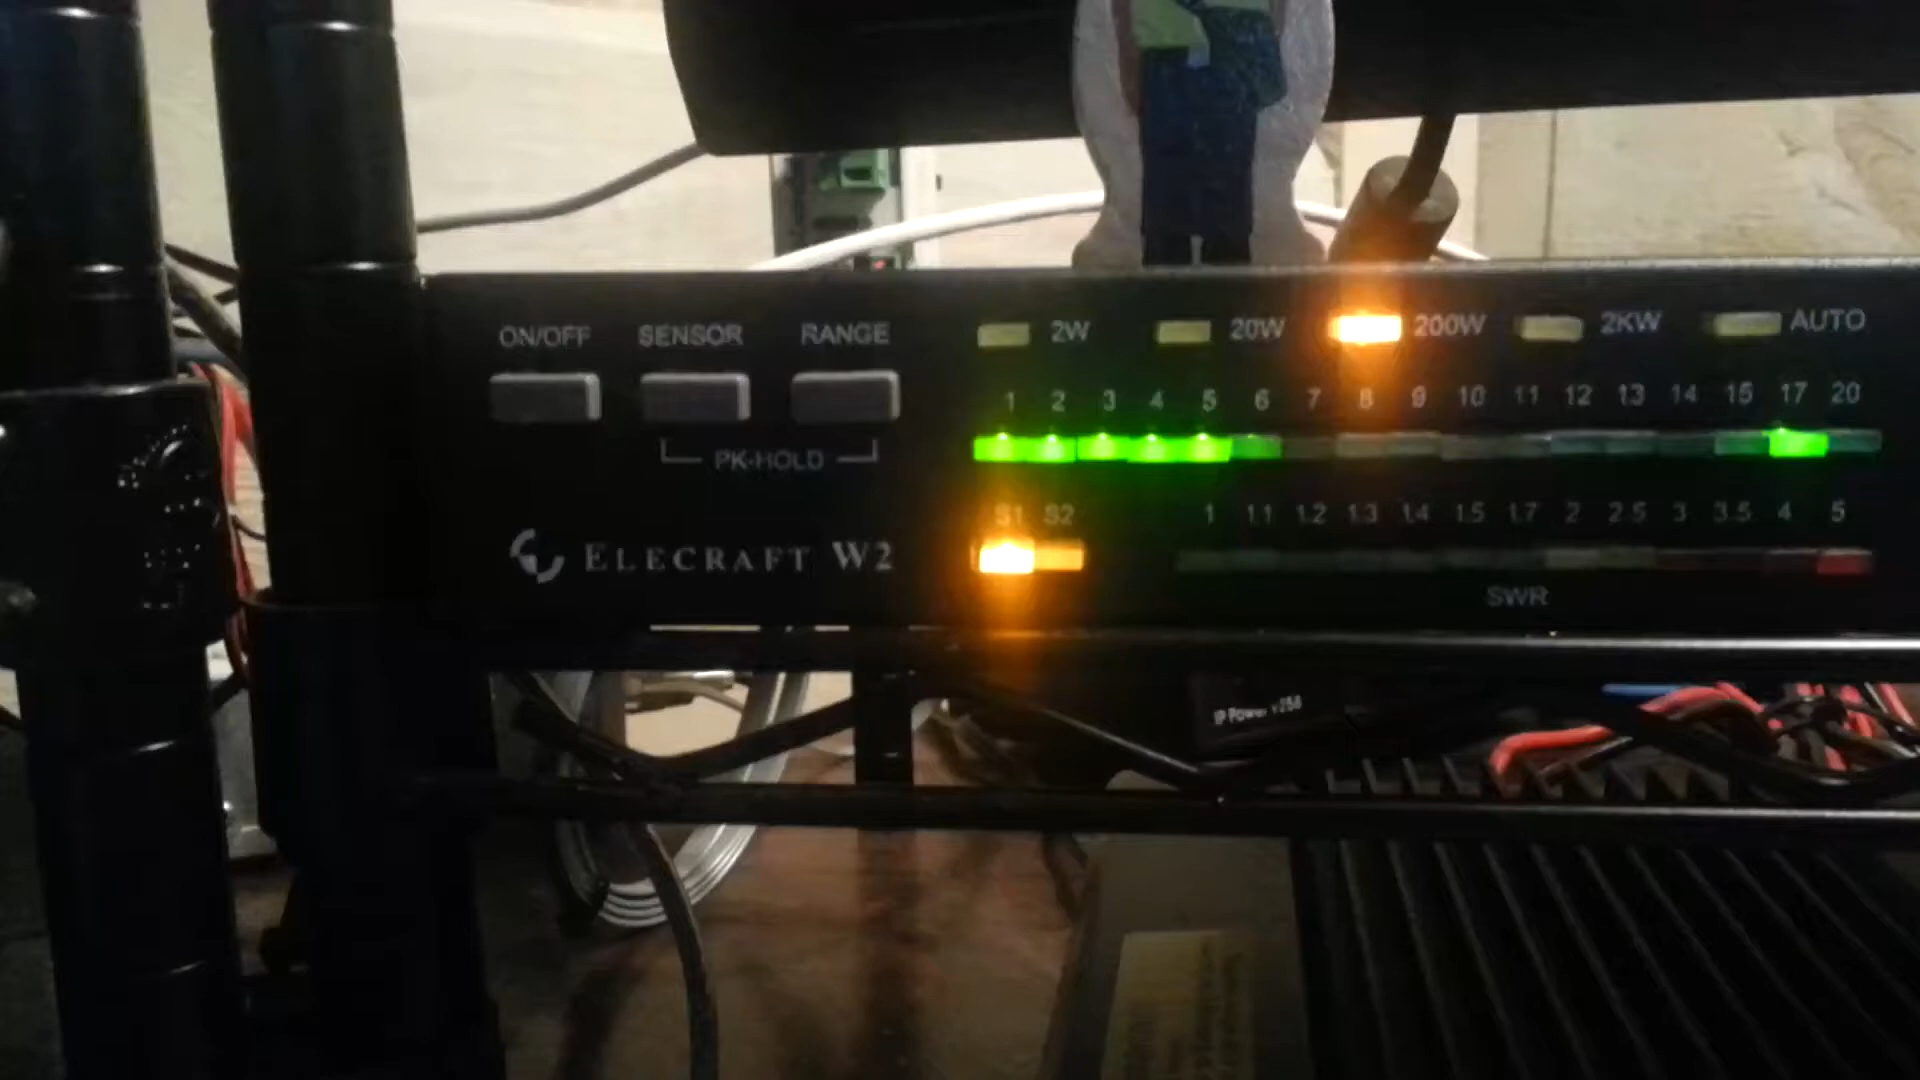 ON/OFF SENSOR RANGE 2W 20W 200W 2KW AUTO
1 2 3 4 5 6 7 8 9 10 11 12 13 14 15 17 20
PK-HOLD
S1 S2 1 1.1 1.2 1.3 1.4 1.5 1.7 2 2.5 3 3.5 4 5
ELECRAFT W2
SWR
IP Power